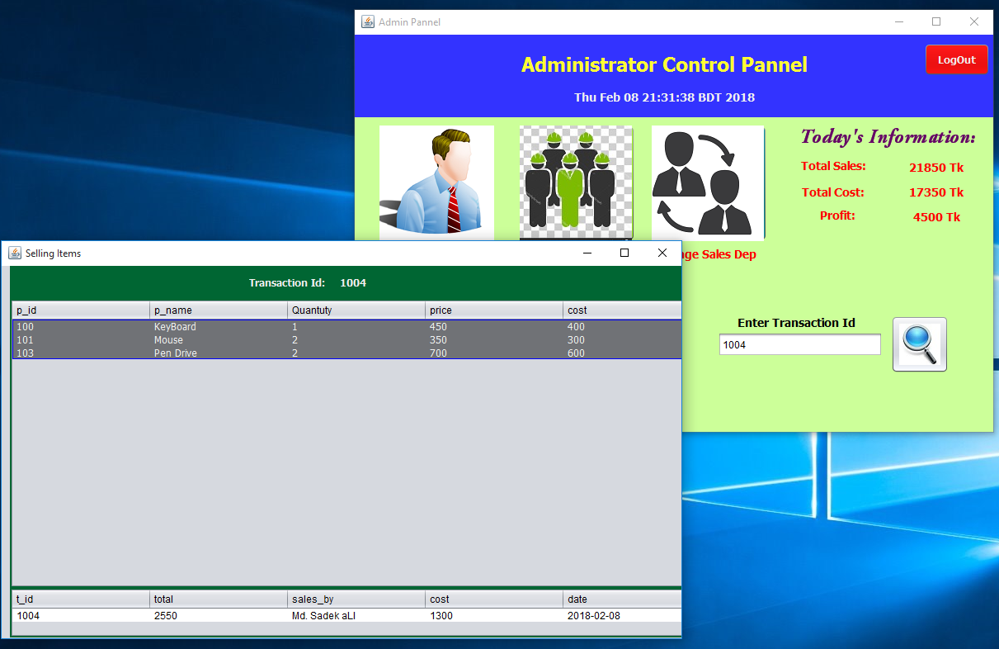 Admin Pannel
Administrator Control Pannel
LogOut
Thu Feb 08 21:31:38 BDT 2018
Today's Information:
Total Sales: 21850 Tk
Total Cost: 17350 Tk
Profit: 4500 Tk
Sales Dep
Enter Transaction Id
1004
Selling Items
Transaction Id: 1004
p_id p_name Quantuty price cost
100 KeyBoard 1 450 400
101 Mouse 2 350 300
103 Pen Drive 2 700 600
t_id total sales_by cost date
1004 2550 Md. Sadek aLI 1300 2018-02-08